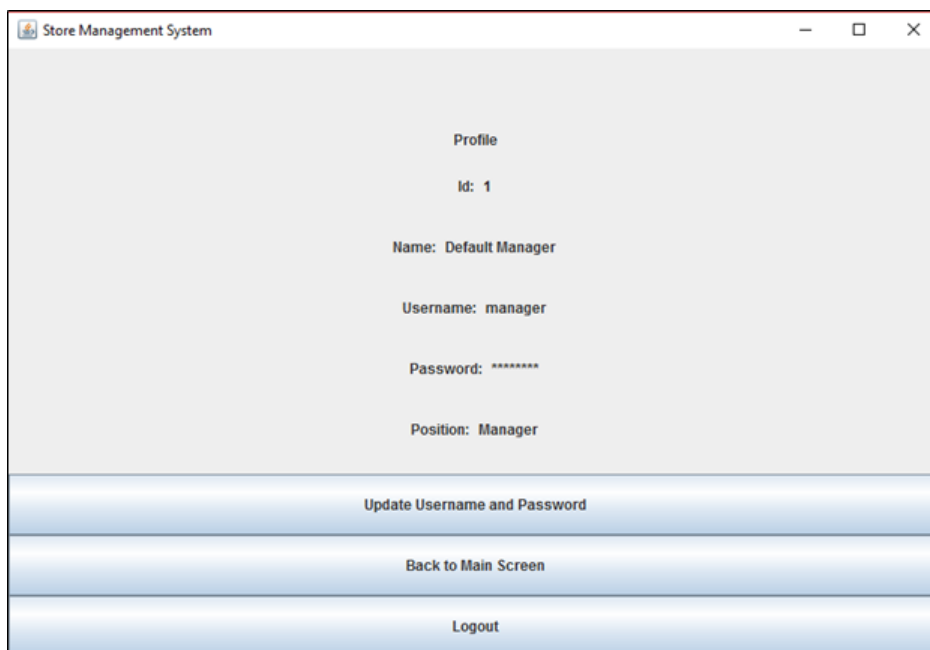 Store Management System
Profile
Id: 1
Name: Default Manager
Username: manager
Password: ********
Position: Manager
Update Username and Password
Back to Main Screen
Logout